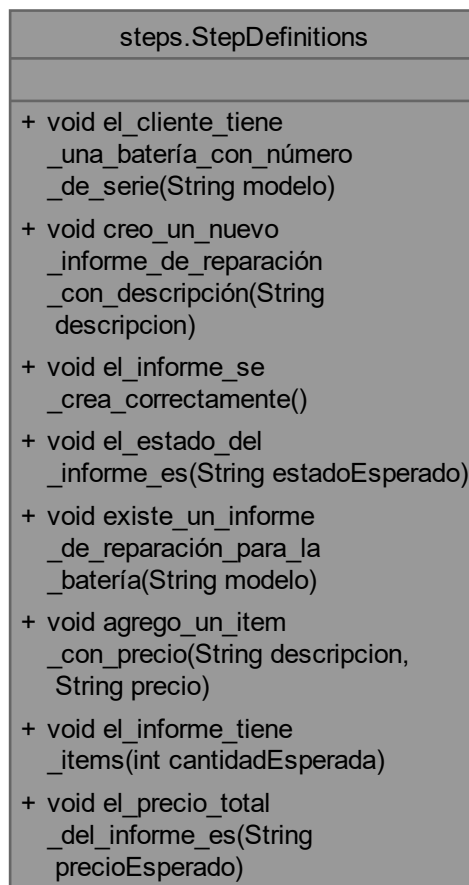 steps.StepDefinitions
+ void el_cliente_tiene
_una_batería_con_número
_de_serie(String modelo)
+ void creo_un_nuevo
_informe_de_reparación
_con_descripción(String
descripcion)
+ void el_informe_se
_crea_correctamente()
+ void el_estado_del
_informe_es(String estadoEsperado)
+ void existe_un_informe
_de_reparación_para_la
_batería(String modelo)
+ void agrego_un_item
_con_precio(String descripcion,
String precio)
+ void el_informe_tiene
_items(int cantidadEsperada)
+ void el_precio_total
_del_informe_es(String
precioEsperado)